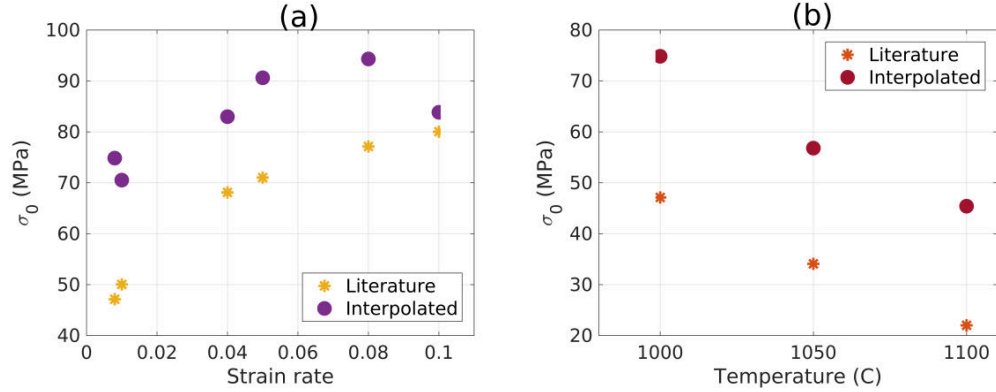 (a)
100
90
80
70
60
50
40
σ0 (MPa)
0 0.02 0.04 0.06 0.08 0.1
Strain rate
Literature
Interpolated
(b)
80
70
60
50
40
30
20
σ0 (MPa)
1000 1050 1100
Temperature (C)
Literature
Interpolated